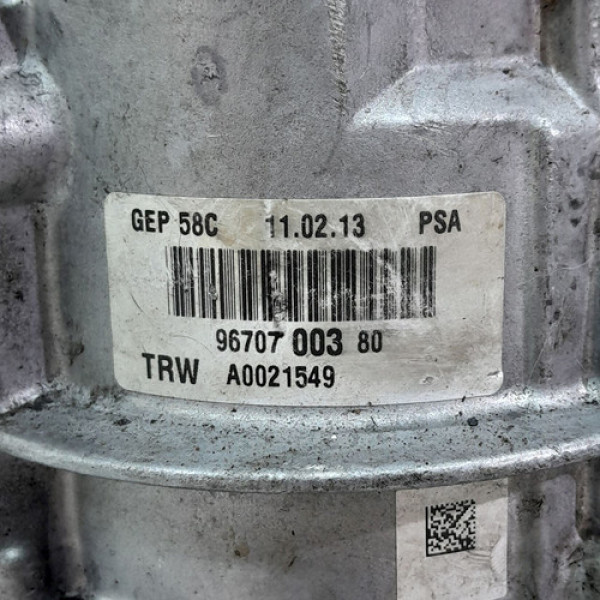 GEP 58C 11.02.13 PSA
96707 003 80
TRW A0021549